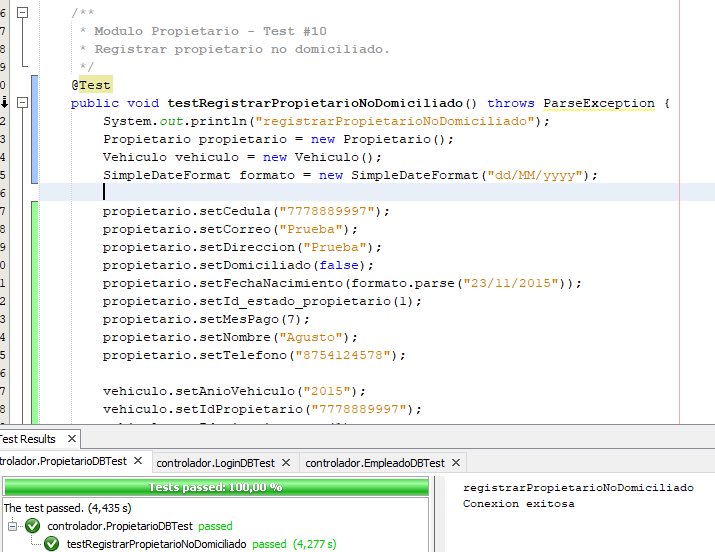 /**
* Modulo Propietario - Test #10
* Registrar propietario no domiciliado.
*/
@Test
public void testRegistrarPropietarioNoDomiciliado() throws ParseException {
System.out.println("registrarPropietarioNoDomiciliado");
Propietario propietario = new Propietario();
Vehiculo vehiculo = new Vehiculo();
SimpleDateFormat formato = new SimpleDateFormat("dd/MM/yyyy");
propietario.setCedula("7778889997");
propietario.setCorreo("Prueba");
propietario.setDireccion("Prueba");
propietario.setDomiciliado(false);
propietario.setFechaNacimiento(formato.parse("23/11/2015"));
propietario.setId_estado_propietario(1);
propietario.setMesPago(7);
propietario.setNombre("Agusto");
propietario.setTelefono("8754124578");
vehiculo.setAnioVehiculo("2015");
vehiculo.setIdPropietario("7778889997");
Test Results
trolador.PropietarioDBTest controlador.LoginDBTest controlador.EmpleadoDBTest
Tests passed: 100,00 %
The test passed. (4,435 s)
controlador.PropietarioDBTest passed
testRegistrarPropietarioNoDomiciliado passed (4,277 s)
registrarPropietarioNoDomiciliado
Conexion exitosa